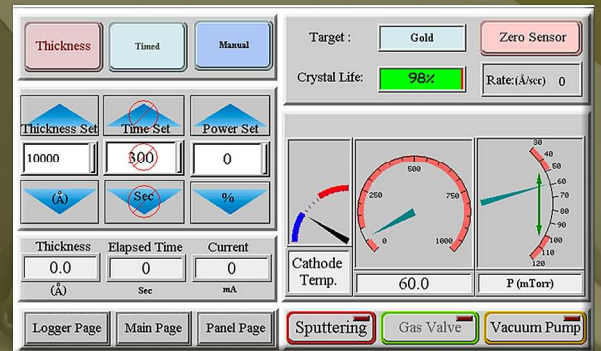 Thickness
Timed
Manual
Target :
Gold
Zero Sensor
Crystal Life:
98%
Rate:(Å/sec) 0
Thickness Set
Time Set
Power Set
10000
300
0
(Å)
Sec
%
Thickness
Elapsed Time
Current
0.0
0
0
(Å)
Sec
mA
Cathode
Temp.
0
250
500
750
1000
60.0
30
40
50
60
70
80
90
100
110
120
P (mTorr)
Logger Page
Main Page
Panel Page
Sputtering
Gas Valve
Vacuum Pump